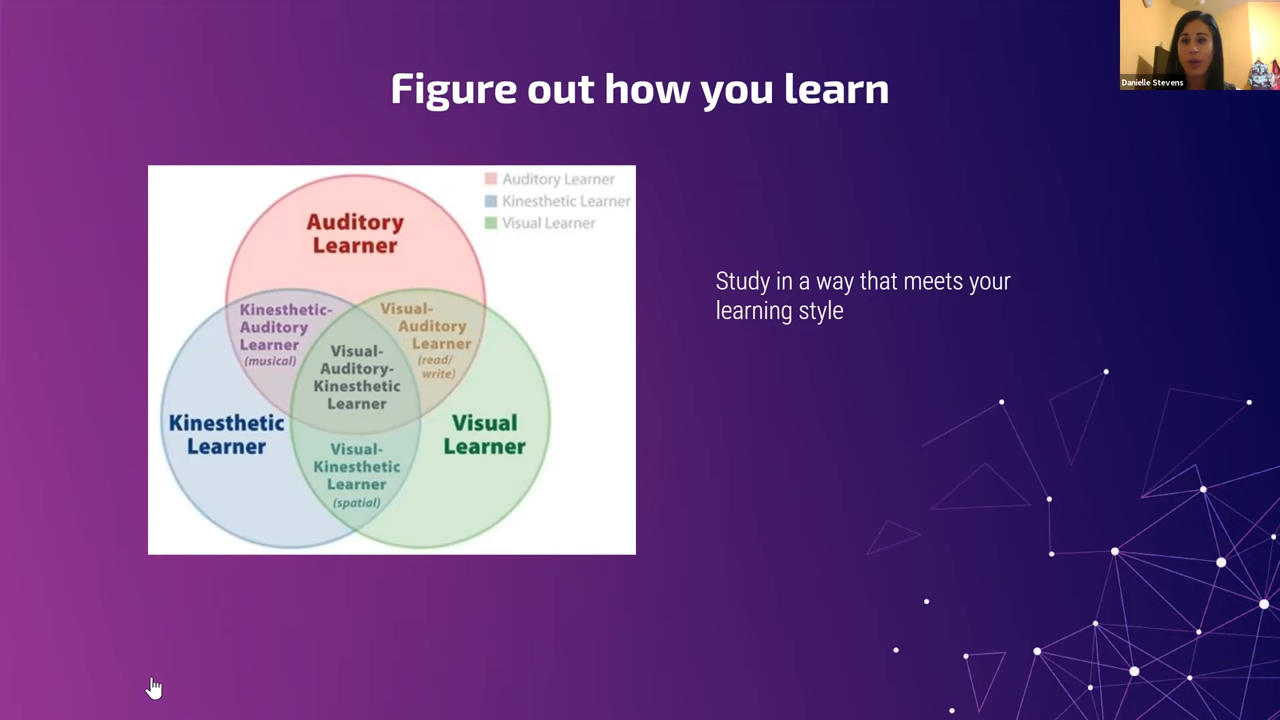 Figure out how you learn
Danielle Stevens
Auditory Learner
Kinesthetic Learner
Visual Learner
Auditory
Learner
Kinesthetic-
Auditory
Learner
(musical)
Visual-
Auditory
Learner
(read/
write)
Visual-
Auditory-
Kinesthetic
Learner
Kinesthetic
Learner
Visual
Learner
Visual-
Kinesthetic
Learner
(spatial)
Study in a way that meets your
learning style